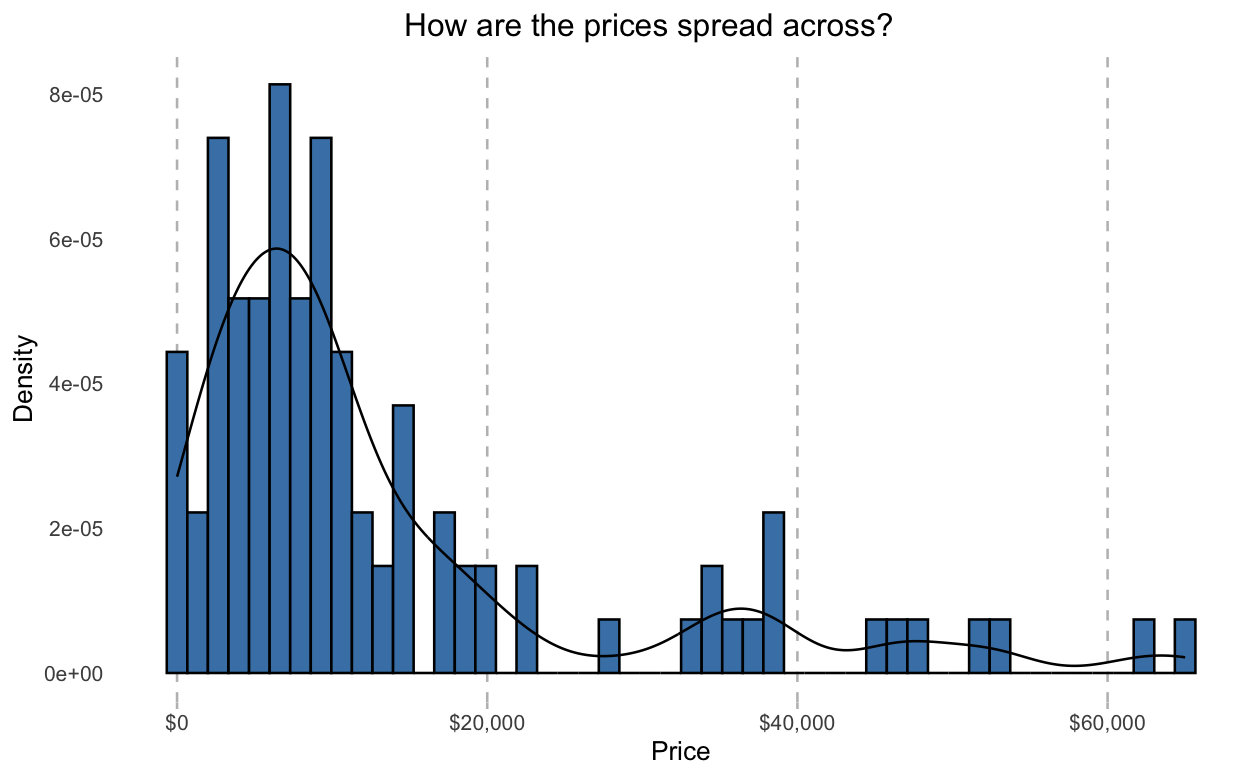 How are the prices spread across?
8e-05
6e-05
4e-05
2e-05
0e+00
Density
$0 $20,000 $40,000 $60,000
Price